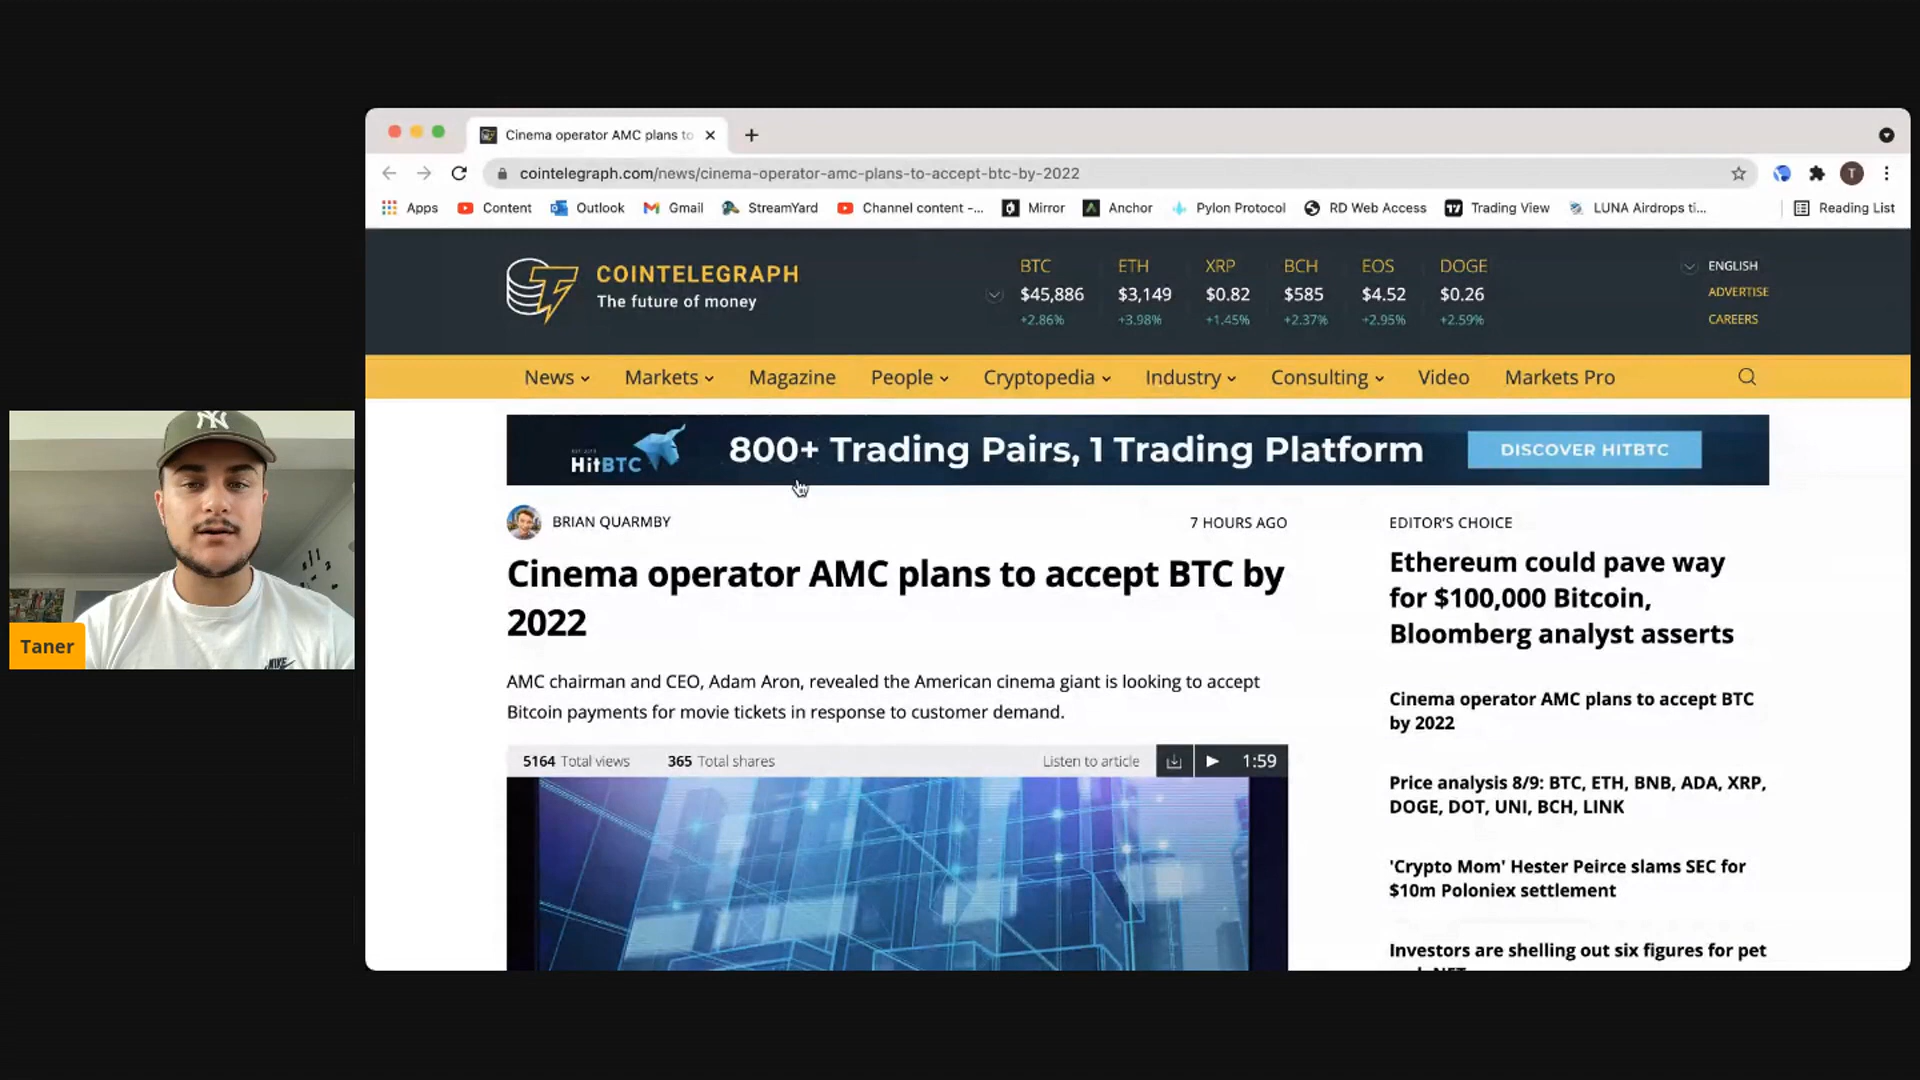 Cinema operator AMC plans to
cointelegraph.com/news/cinema-operator-amc-plans-to-accept-btc-by-2022
T
Apps Content Outlook Gmail StreamYard Channel content -... Mirror Anchor Pylon Protocol RD Web Access Trading View LUNA Airdrops ti... Reading List
COINTELEGRAPH
The future of money
BTC ETH XRP BCH EOS DOGE
$45,886 $3,149 $0.82 $585 $4.52 $0.26
+2.86% +3.98% +1.45% +2.37% +2.95% +2.59%
ENGLISH
ADVERTISE
CAREERS
News Markets Magazine People Cryptopedia Industry Consulting Video Markets Pro
HitBTC
800+ Trading Pairs, 1 Trading Platform
DISCOVER HITBTC
BRIAN QUARMBY
7 HOURS AGO
Cinema operator AMC plans to accept BTC by
2022
AMC chairman and CEO, Adam Aron, revealed the American cinema giant is looking to accept
Bitcoin payments for movie tickets in response to customer demand.
5164 Total views 365 Total shares Listen to article 1:59
EDITOR'S CHOICE
Ethereum could pave way
for $100,000 Bitcoin,
Bloomberg analyst asserts
Cinema operator AMC plans to accept BTC
by 2022
Price analysis 8/9: BTC, ETH, BNB, ADA, XRP,
DOGE, DOT, UNI, BCH, LINK
'Crypto Mom' Hester Peirce slams SEC for
$10m Poloniex settlement
Investors are shelling out six figures for pet
NY
NIKE
Taner